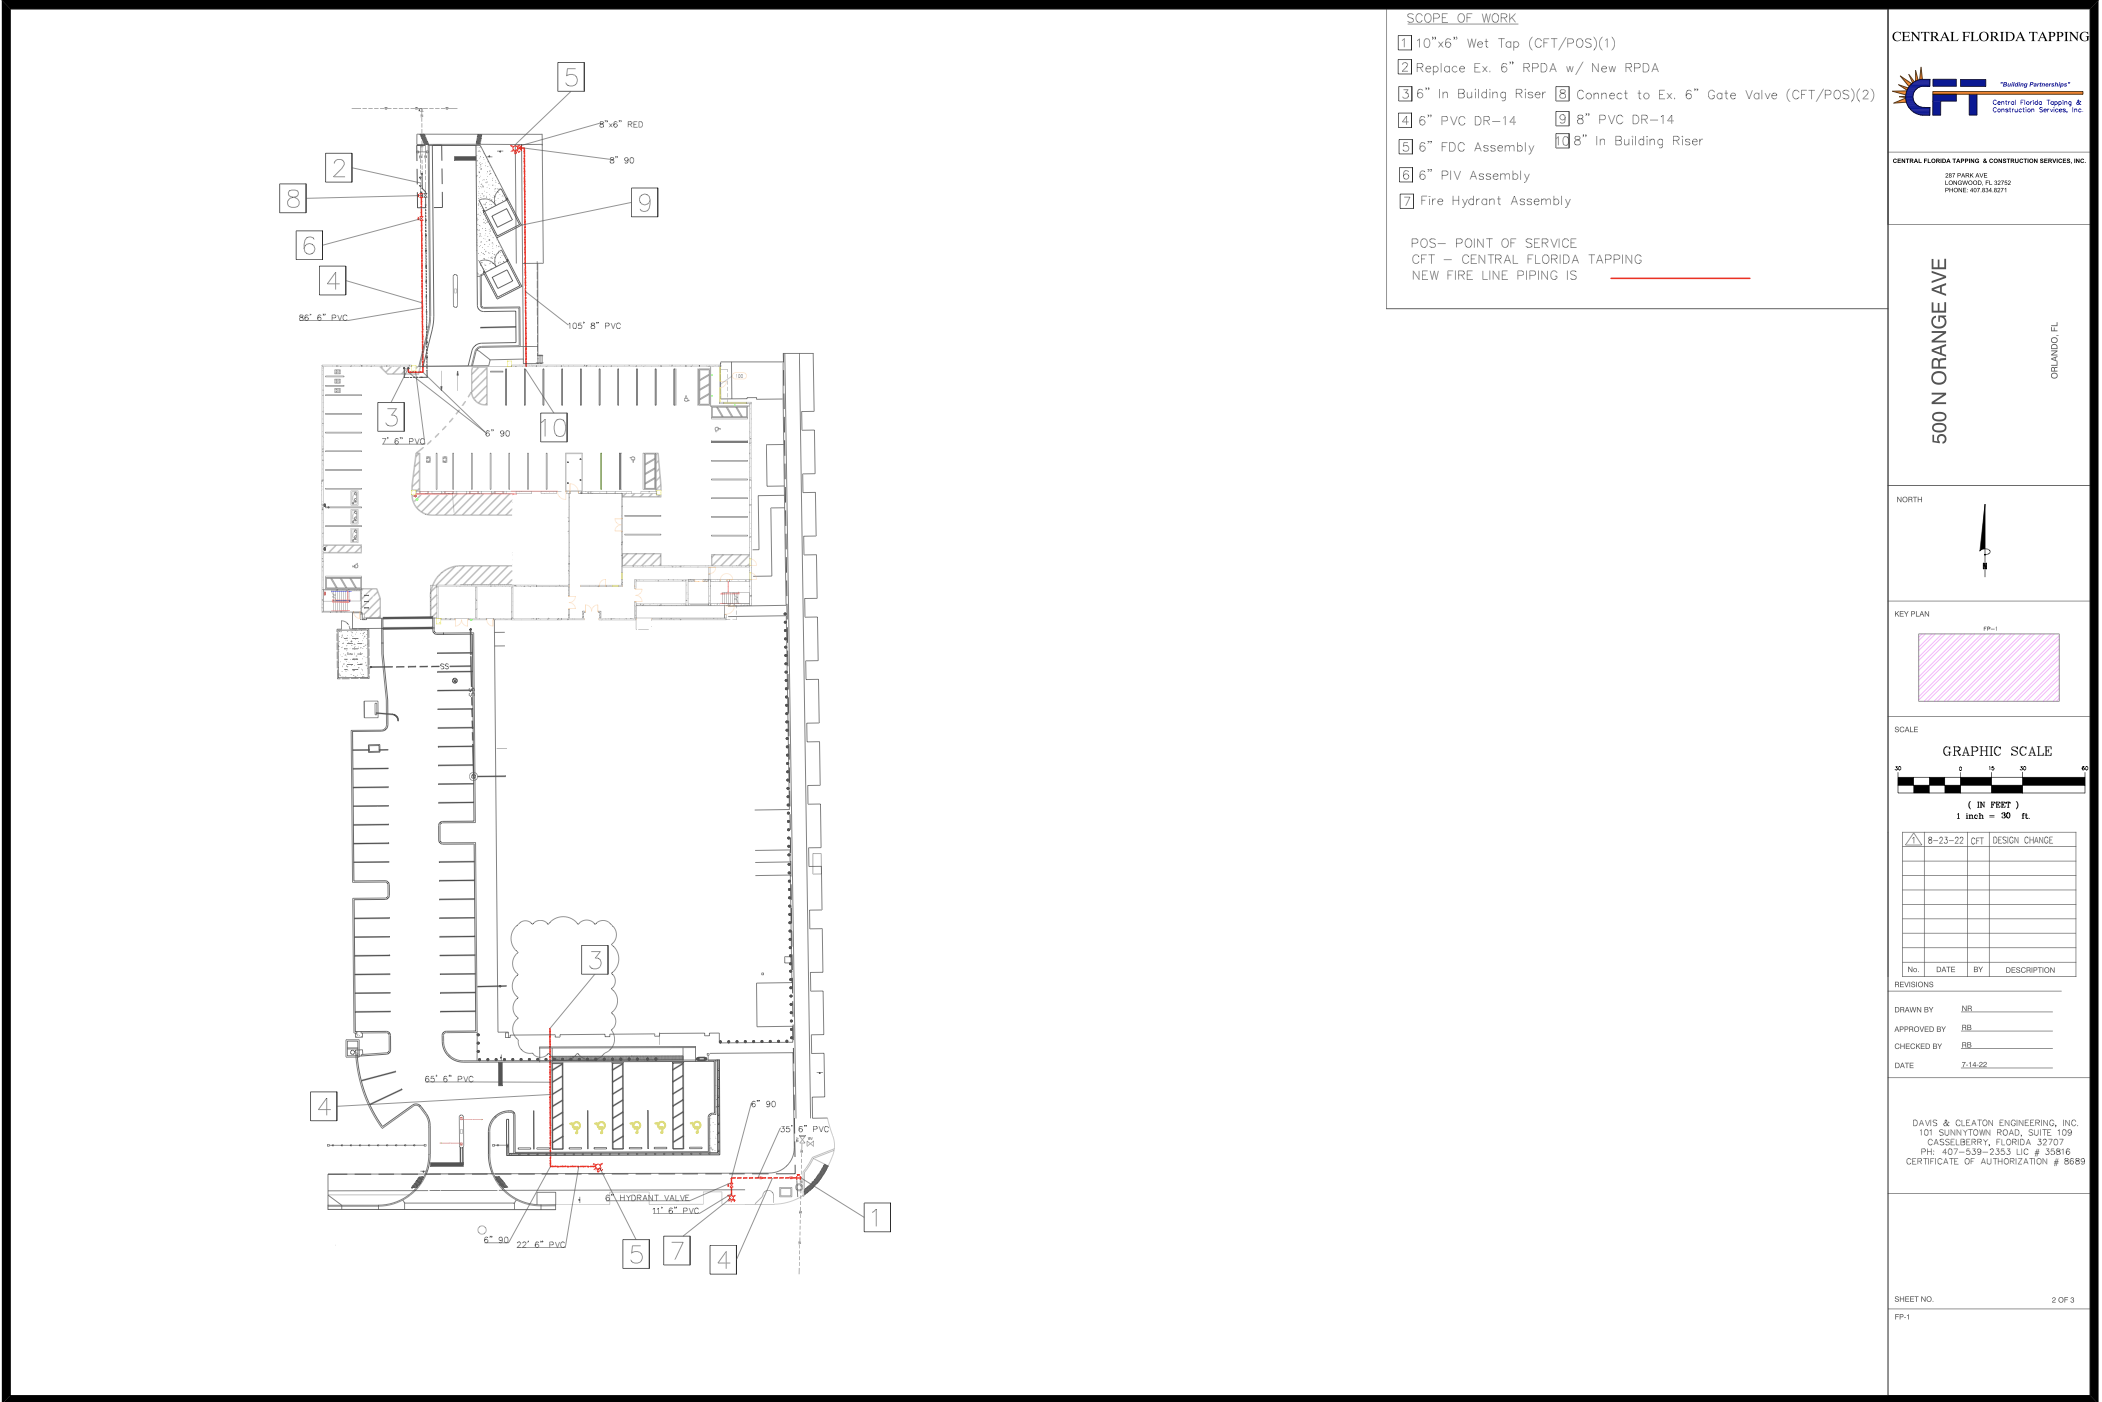 SCOPE OF WORK
1 10"x6" Wet Tap (CFT/POS)(1)
2 Replace Ex. 6" RPDA w/ New RPDA
3 6" In Building Riser
8 Connect to Ex. 6" Gate Valve (CFT/POS)(2)
4 6" PVC DR-14
9 8" PVC DR-14
5 6" FDC Assembly
10 8" In Building Riser
6 6" PIV Assembly
7 Fire Hydrant Assembly
POS- POINT OF SERVICE
CFT - CENTRAL FLORIDA TAPPING
NEW FIRE LINE PIPING IS
5
8"x6" RED
8" 90
2
8
9
6
4
86' 6" PVC
105' 8" PVC
3
7' 6" PVC
6" 90
10
SS
SS
3
65' 6" PVC
4
6" 90
35' 6" PVC
6" HYDRANT VALVE
11' 6" PVC
1
6" 90
22' 6" PVC
5
7
4
CENTRAL FLORIDA TAPPING
CFT
"Building Partnerships"
Central Florida Tapping &
Construction Services, Inc.
CENTRAL FLORIDA TAPPING & CONSTRUCTION SERVICES, INC.
287 PARK AVE
LONGWOOD, FL 32752
PHONE: 407.834.8271
500 N ORANGE AVE
ORLANDO, FL
NORTH
KEY PLAN
FP-1
SCALE
GRAPHIC SCALE
30 0 15 30 60
( IN FEET )
1 inch = 30 ft.
1 8-23-22 CFT DESIGN CHANGE
No. DATE BY DESCRIPTION
REVISIONS
DRAWN BY NR
APPROVED BY RB
CHECKED BY RB
DATE 7-14-22
DAVIS & CLEATON ENGINEERING, INC.
101 SUNNYTOWN ROAD, SUITE 109
CASSELBERRY, FLORIDA 32707
PH: 407-539-2353 LIC # 35816
CERTIFICATE OF AUTHORIZATION # 8689
SHEET NO. 2 OF 3
FP-1